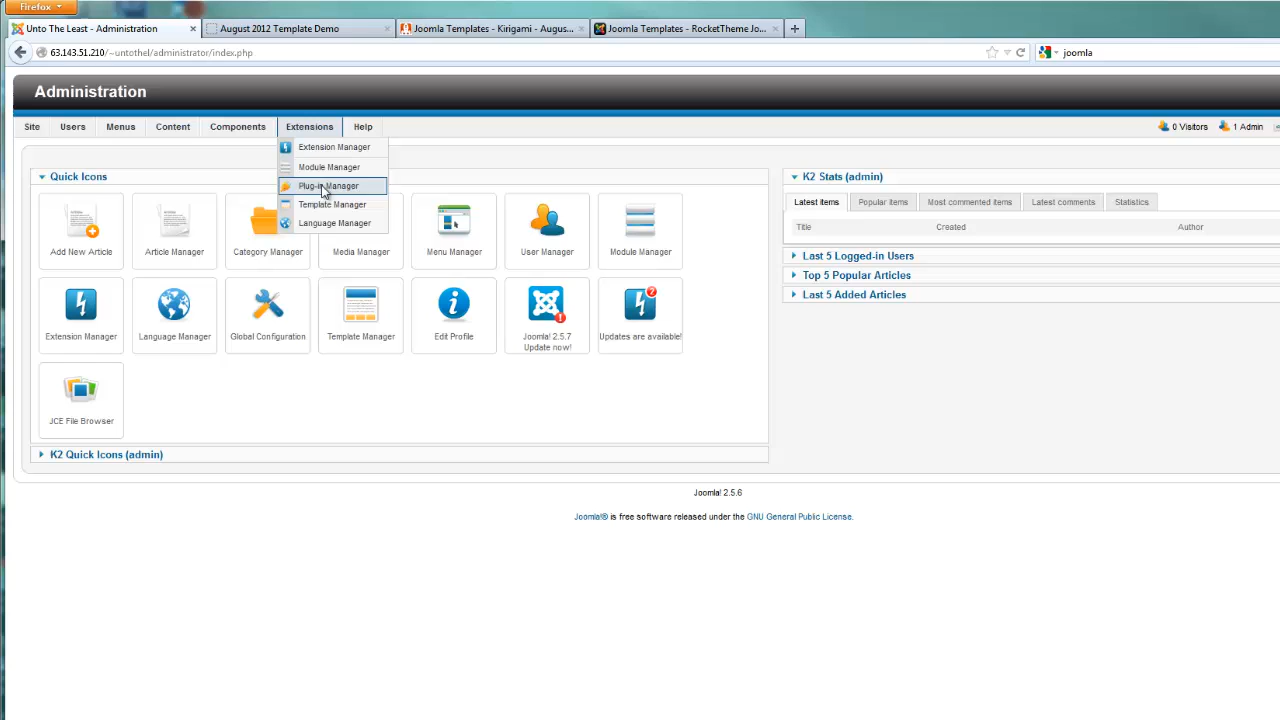 Firefox
Unto The Least - Administration
August 2012 Template Demo
Joomla Templates - Kirigami - Augus...
Joomla Templates - RocketTheme Jo...
63.143.51.210/~untothel/administrator/index.php
joomla
Administration
Site Users Menus Content Components Extensions Help
0 Visitors 1 Admin
Extension Manager
Module Manager
Plug-in Manager
Template Manager
Language Manager
Quick Icons
Add New Article
Article Manager
Category Manager
Media Manager
Menu Manager
User Manager
Module Manager
Extension Manager
Language Manager
Global Configuration
Template Manager
Edit Profile
Joomla! 2.5.7
Update now!
2
Updates are available!
JCE File Browser
K2 Quick Icons (admin)
K2 Stats (admin)
Latest items Popular items Most commented items Latest comments Statistics
Title Created Author
Last 5 Logged-in Users
Top 5 Popular Articles
Last 5 Added Articles
Joomla! 2.5.6
Joomla!® is free software released under the GNU General Public License.